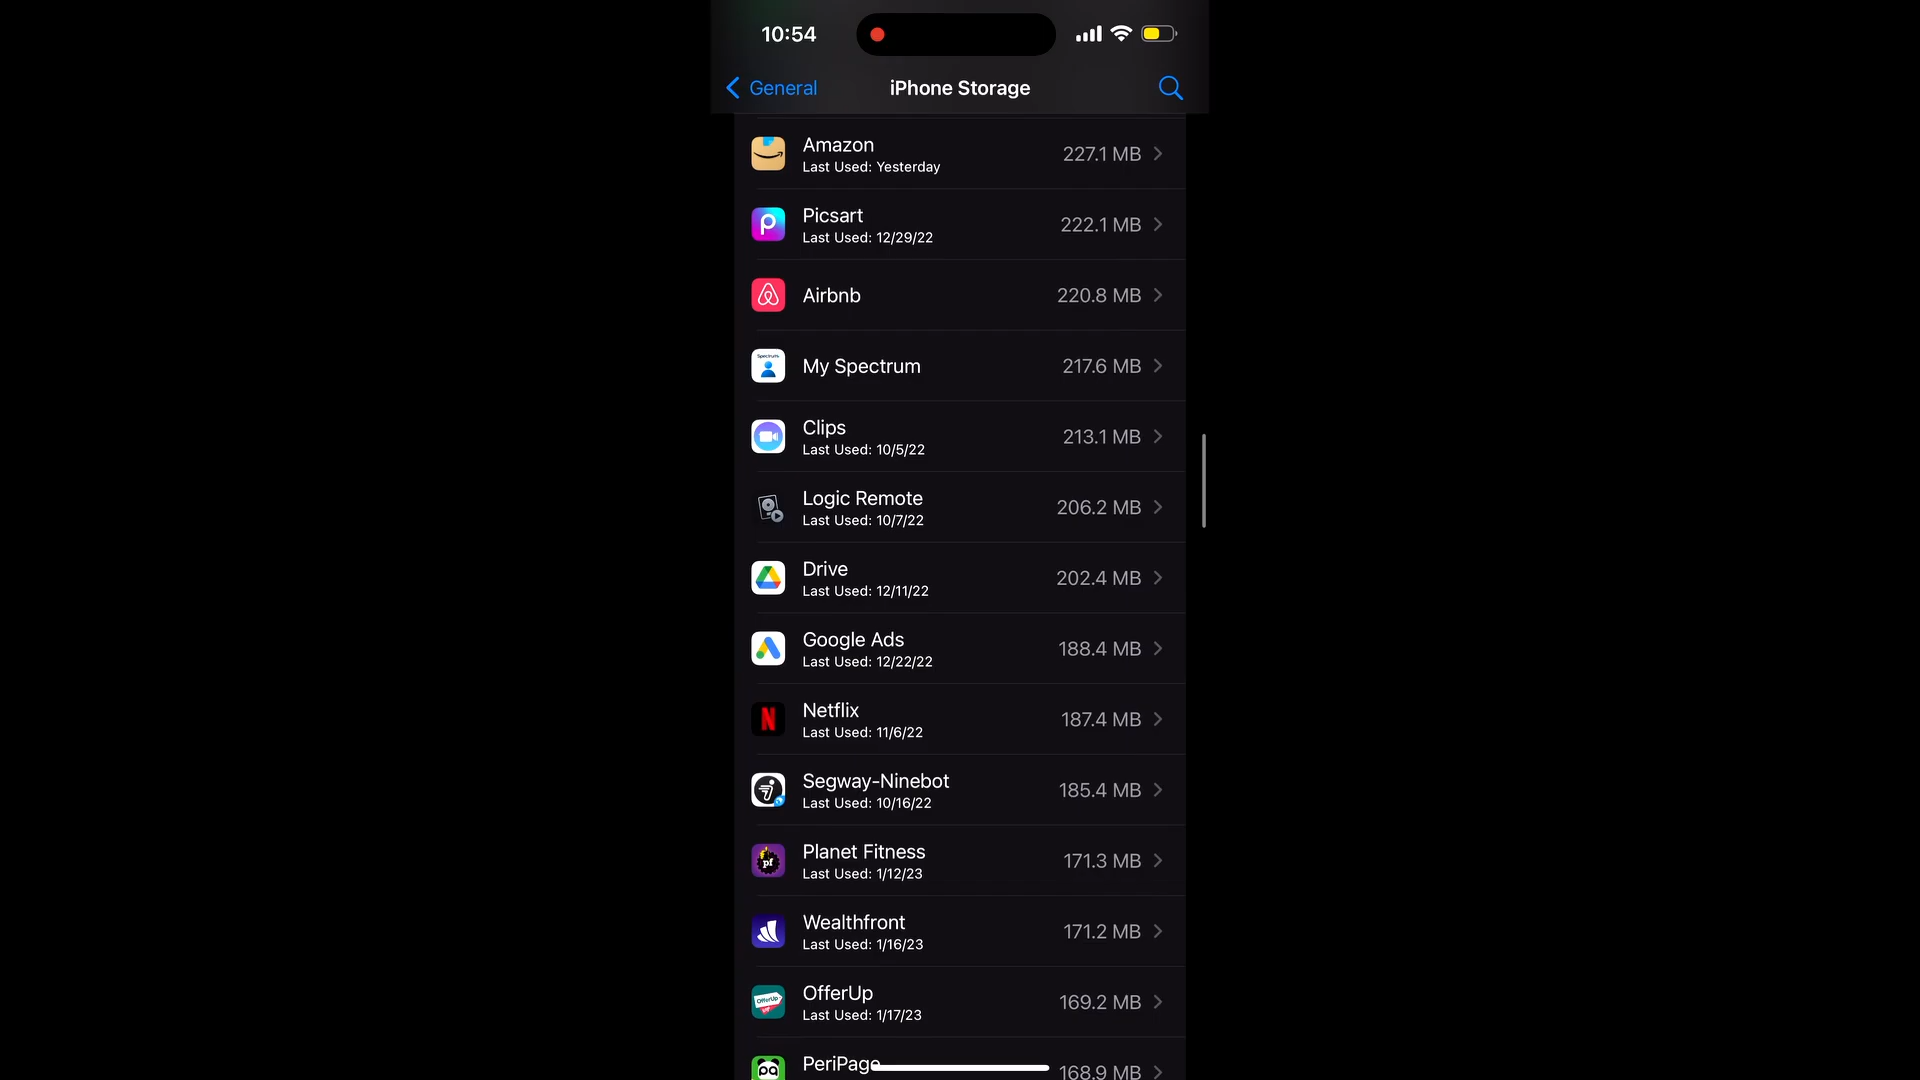 10:54
General
iPhone Storage
Amazon
Last Used: Yesterday
227.1 MB
Picsart
Last Used: 12/29/22
222.1 MB
Airbnb
220.8 MB
Spectrum
My Spectrum
217.6 MB
Clips
Last Used: 10/5/22
213.1 MB
Logic Remote
Last Used: 10/7/22
206.2 MB
Drive
Last Used: 12/11/22
202.4 MB
Google Ads
Last Used: 12/22/22
188.4 MB
N
Netflix
Last Used: 11/6/22
187.4 MB
Segway-Ninebot
Last Used: 10/16/22
185.4 MB
pf
Planet Fitness
Last Used: 1/12/23
171.3 MB
Wealthfront
Last Used: 1/16/23
171.2 MB
OfferUp
OfferUp
Last Used: 1/17/23
169.2 MB
PeriPage
168.9 MB